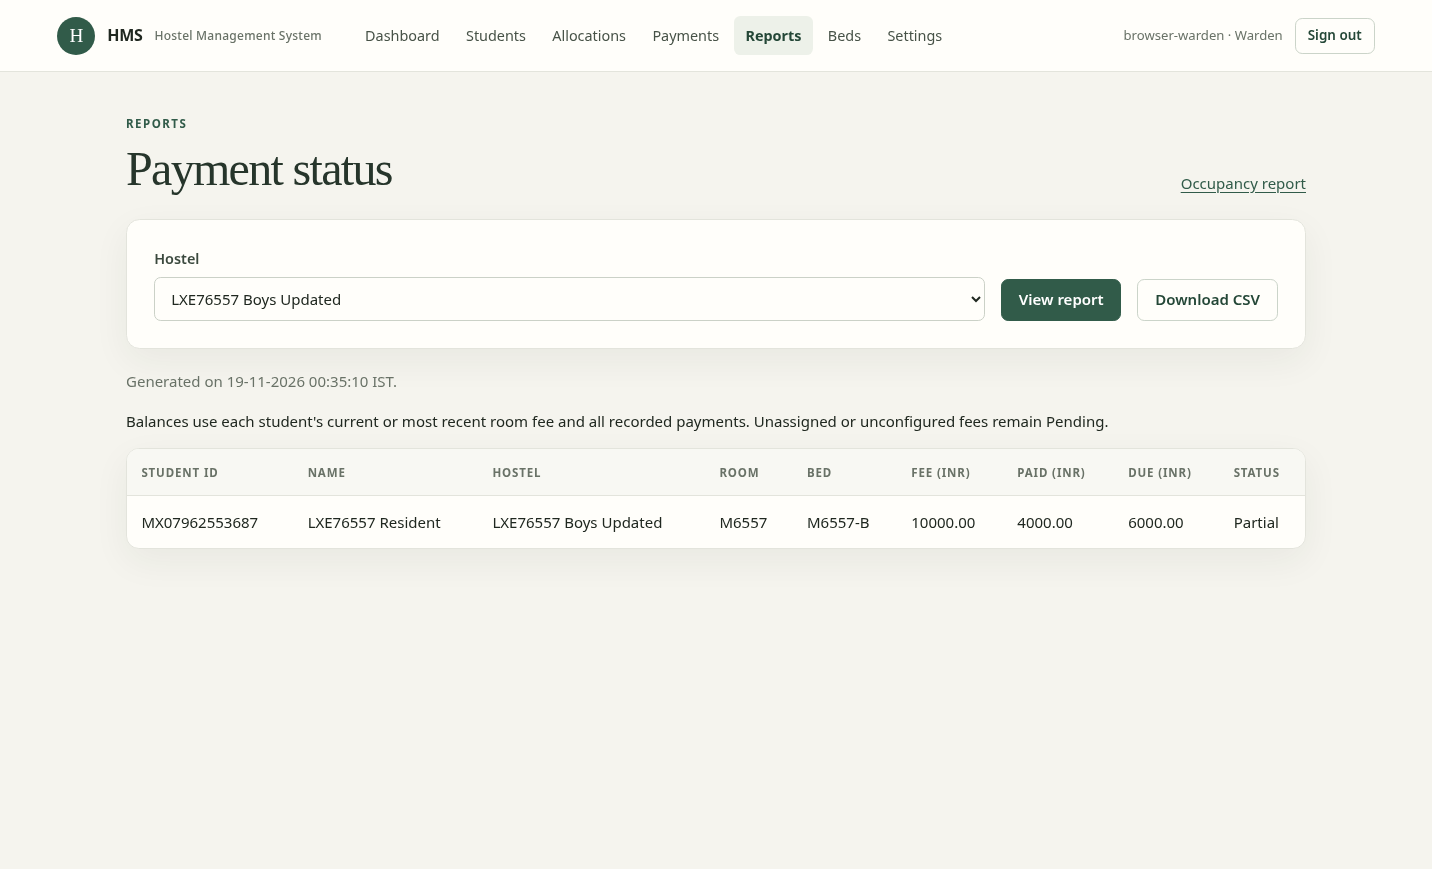 H HMS Hostel Management System Dashboard Students Allocations Payments Reports Beds Settings browser-warden · Warden Sign out
REPORTS
Payment status
Occupancy report
Hostel
LXE76557 Boys Updated View report Download CSV
Generated on 19-11-2026 00:35:10 IST.
Balances use each student's current or most recent room fee and all recorded payments. Unassigned or unconfigured fees remain Pending.
STUDENT ID NAME HOSTEL ROOM BED FEE (INR) PAID (INR) DUE (INR) STATUS
MX07962553687 LXE76557 Resident LXE76557 Boys Updated M6557 M6557-B 10000.00 4000.00 6000.00 Partial